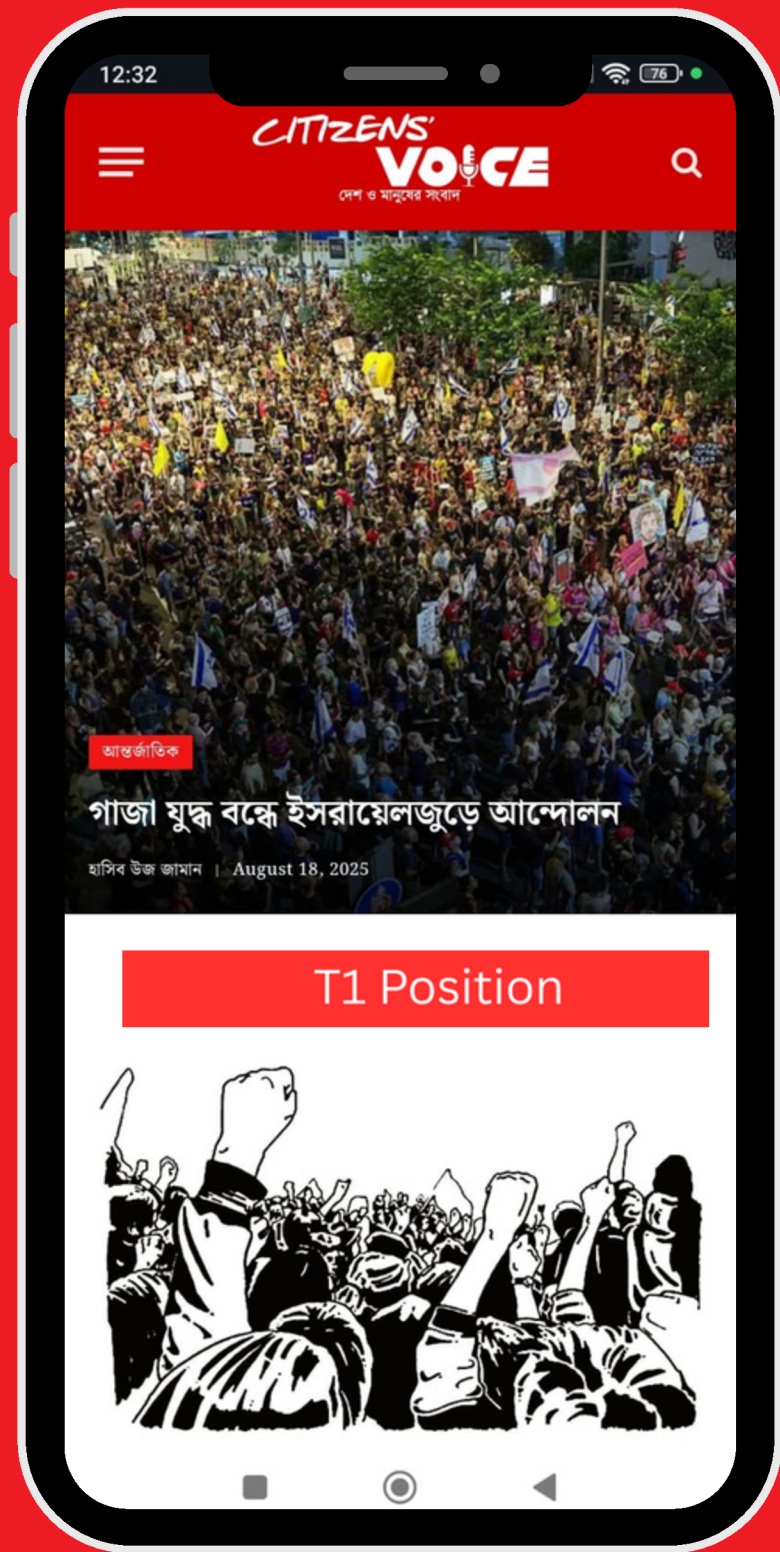 12:32
76
CITIZENS'
VOICE
দেশ ও মানুষের সংবাদ
আন্তর্জাতিক
গাজা যুদ্ধ বন্ধে ইসরায়েলজুড়ে আন্দোলন
হাসিব উজ জামান | August 18, 2025
T1 Position